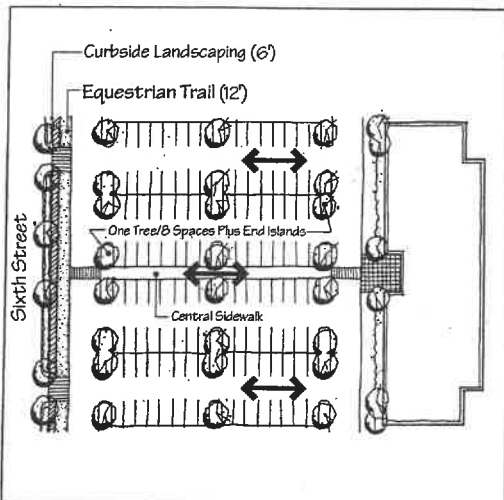 Curbside Landscaping (6')
Equestrian Trail (12')
One Tree/8 Spaces Plus End Islands
Sixth Street
Central Sidewalk